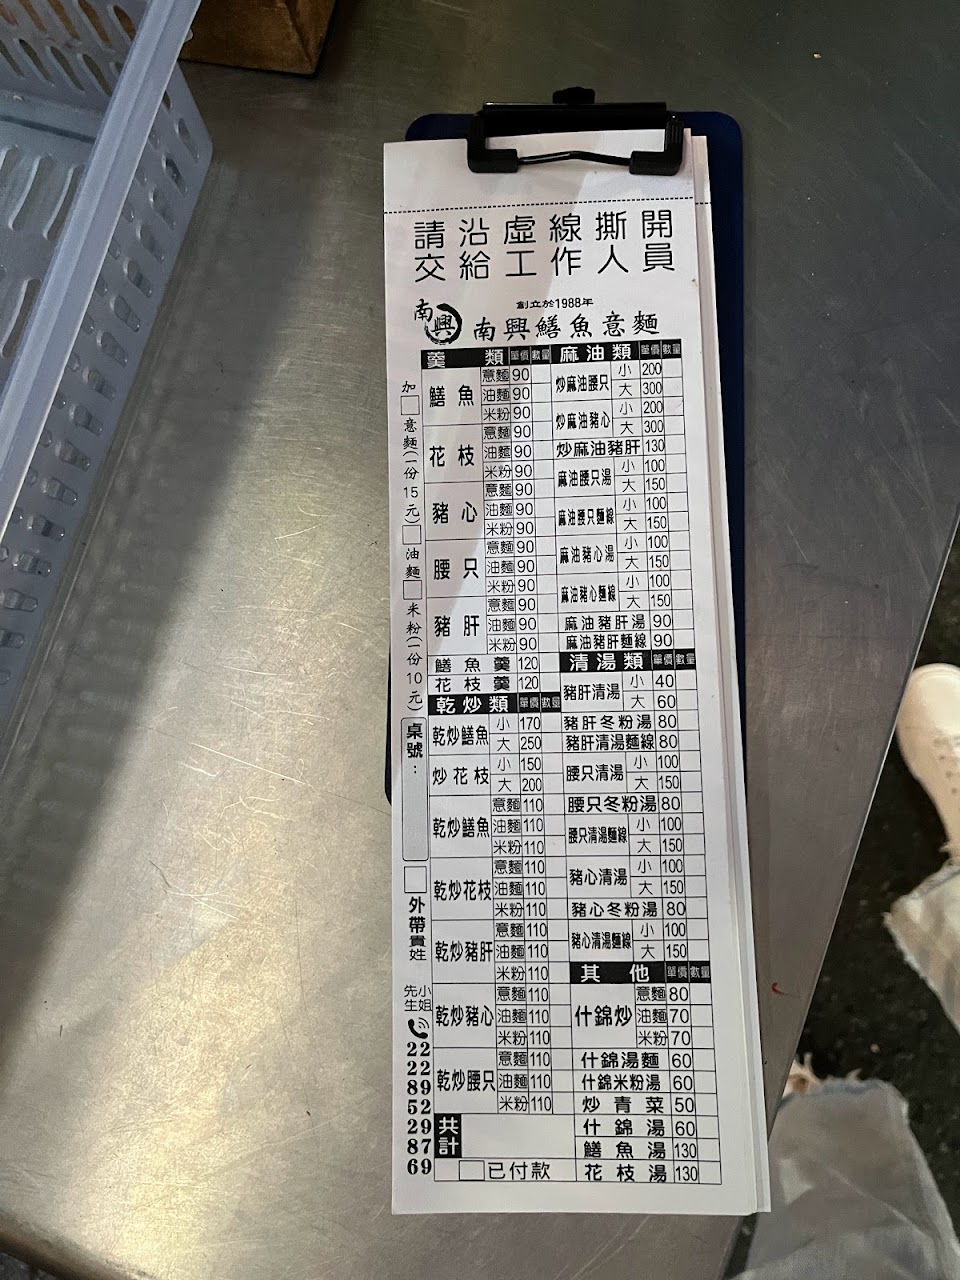 請沿虛線撕開
交給工作人員
創立於1988年
南興 南興鱔魚意麵
羹類 單價 數量
鱔魚 意麵 90
油麵 90
米粉 90
花枝 意麵 90
油麵 90
米粉 90
豬心 意麵 90
油麵 90
米粉 90
腰只 意麵 90
油麵 90
米粉 90
豬肝 意麵 90
油麵 90
米粉 90
鱔魚羹 120
花枝羹 120
乾炒類 單價 數量
乾炒鱔魚 小 170
大 250
炒花枝 小 150
大 200
乾炒鱔魚 意麵 110
油麵 110
米粉 110
乾炒花枝 意麵 110
油麵 110
米粉 110
乾炒豬肝 意麵 110
油麵 110
米粉 110
乾炒豬心 意麵 110
油麵 110
米粉 110
乾炒腰只 意麵 110
油麵 110
米粉 110
共計
已付款
麻油類 單價 數量
炒麻油腰只 小 200
大 300
炒麻油豬心 小 200
大 300
炒麻油豬肝 130
麻油腰只湯 小 100
大 150
麻油腰只麵線 小 100
大 150
麻油豬心湯 小 100
大 150
麻油豬心麵線 小 100
大 150
麻油豬肝湯 90
麻油豬肝麵線 90
清湯類 單價 數量
豬肝清湯 小 40
大 60
豬肝冬粉湯 80
豬肝清湯麵線 80
腰只清湯 小 100
大 150
腰只冬粉湯 80
腰只清湯麵線 小 100
大 150
豬心清湯 小 100
大 150
豬心冬粉湯 80
豬心清湯麵線 小 100
大 150
其他 單價 數量
什錦炒 意麵 80
油麵 70
米粉 70
什錦湯麵 60
什錦米粉湯 60
炒青菜 50
什錦湯 60
鱔魚湯 130
花枝湯 130
加□意麵(一份15元)□油麵□米粉(一份10元)
桌號：
□外帶貴姓
先生 小姐
22
22
89
52
29
87
69